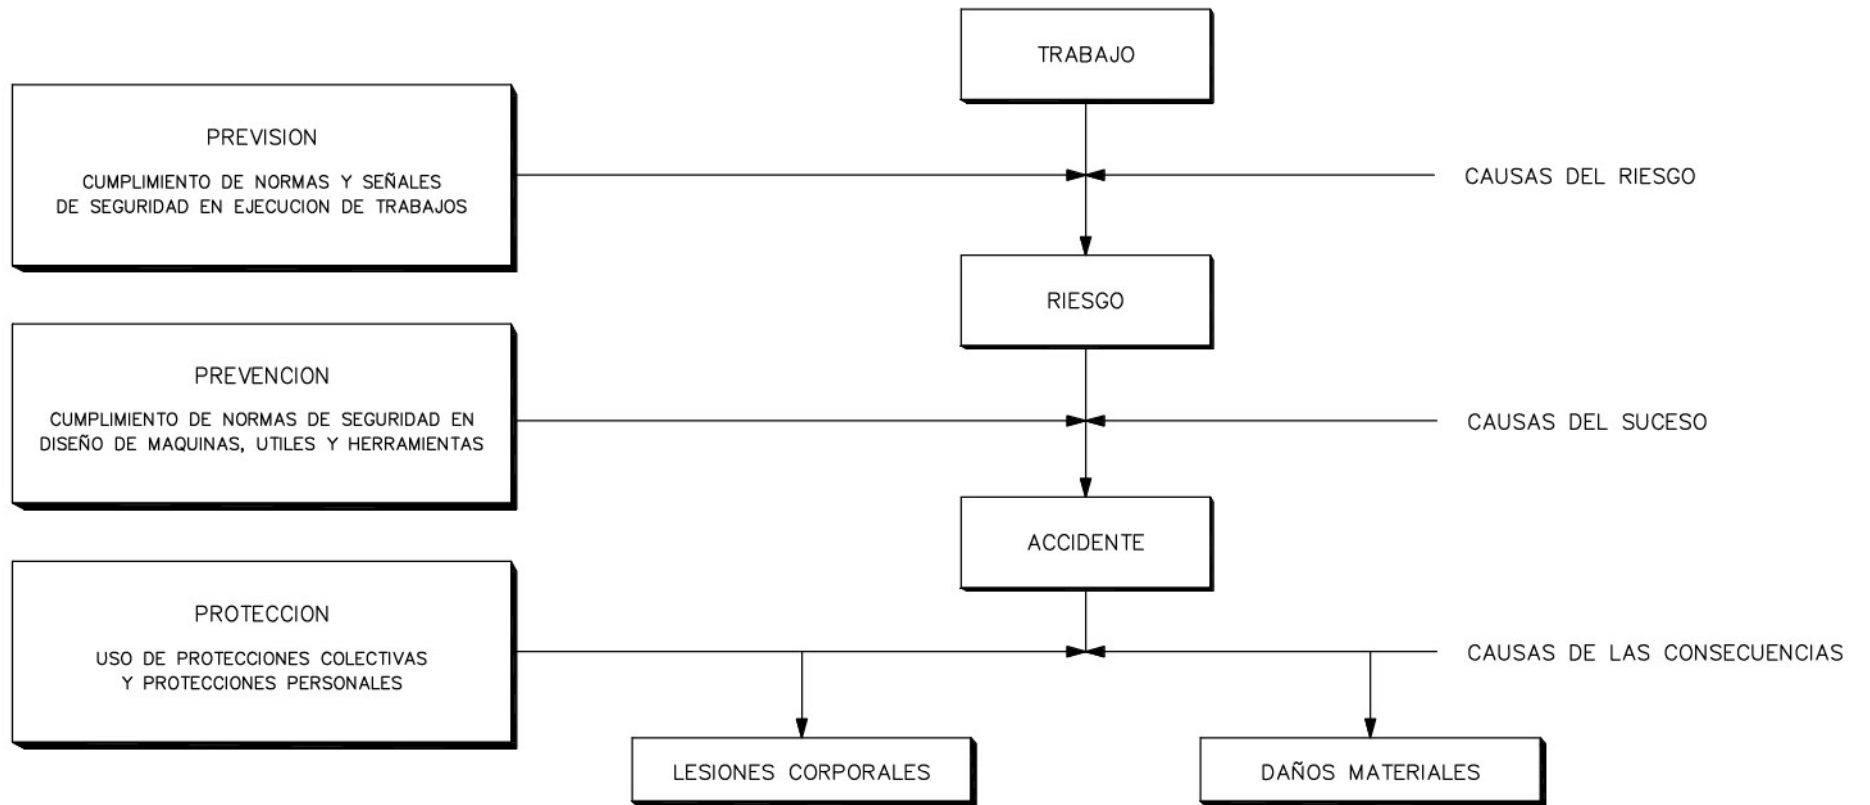 TRABAJO
PREVISION
CUMPLIMIENTO DE NORMAS Y SEÑALES
DE SEGURIDAD EN EJECUCION DE TRABAJOS
CAUSAS DEL RIESGO
RIESGO
PREVENCION
CUMPLIMIENTO DE NORMAS DE SEGURIDAD EN
DISEÑO DE MAQUINAS, UTILES Y HERRAMIENTAS
CAUSAS DEL SUCESO
ACCIDENTE
PROTECCION
USO DE PROTECCIONES COLECTIVAS
Y PROTECCIONES PERSONALES
CAUSAS DE LAS CONSECUENCIAS
LESIONES CORPORALES
DAÑOS MATERIALES